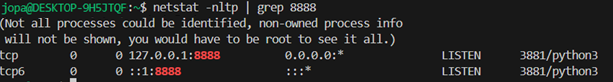 jopa@DESKTOP-9H5JTQF:~$ netstat -nltp | grep 8888
(Not all processes could be identified, non-owned process info
 will not be shown, you would have to be root to see it all.)
tcp        0      0 127.0.0.1:8888          0.0.0.0:*               LISTEN      3881/python3
tcp6       0      0 ::1:8888                :::*                    LISTEN      3881/python3